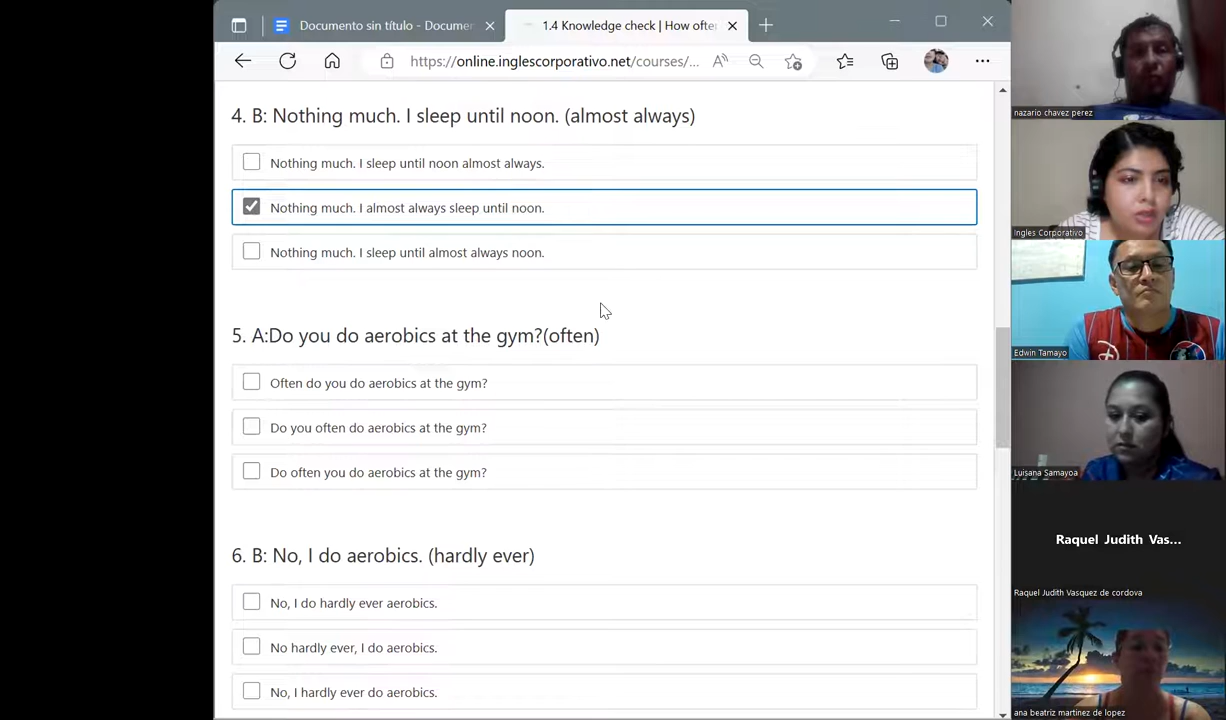 Documento sin título - Documen
1.4 Knowledge check | How ofte
https://online.inglescorporativo.net/courses/...
4. B: Nothing much. I sleep until noon. (almost always)
Nothing much. I sleep until noon almost always.
Nothing much. I almost always sleep until noon.
Nothing much. I sleep until almost always noon.
5. A:Do you do aerobics at the gym?(often)
Often do you do aerobics at the gym?
Do you often do aerobics at the gym?
Do often you do aerobics at the gym?
6. B: No, I do aerobics. (hardly ever)
No, I do hardly ever aerobics.
No hardly ever, I do aerobics.
No, I hardly ever do aerobics.
nazario chavez perez
Ingles Corporativo
Edwin Tamayo
Luisana Samayoa
Raquel Judith Vas...
Raquel Judith Vasquez de cordova
ana beatriz martinez de lopez